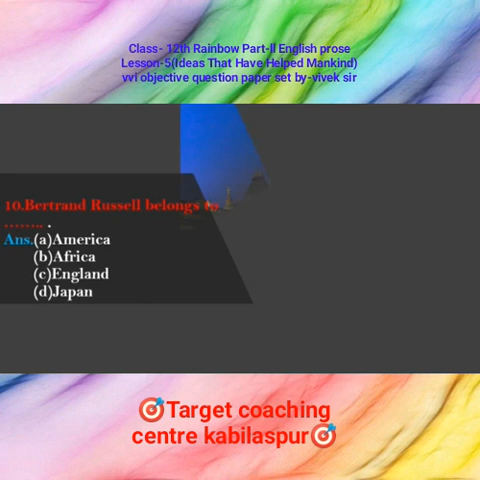 Class- 12th Rainbow Part-II English prose
Lesson-5(Ideas That Have Helped Mankind)
vvi objective question paper set by-vivek sir
10.Bertrand Russell belongs to
........ .
Ans.(a)America
(b)Africa
(c)England
(d)Japan
🎯Target coaching
centre kabilaspur🎯